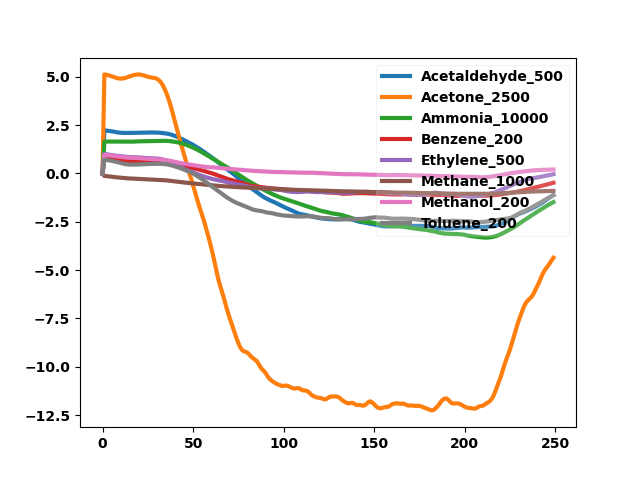 5.0
2.5
0.0
−2.5
−5.0
−7.5
−10.0
−12.5
0
50
100
150
200
250
Acetaldehyde_500
Acetone_2500
Ammonia_10000
Benzene_200
Ethylene_500
Methane_1000
Methanol_200
Toluene_200